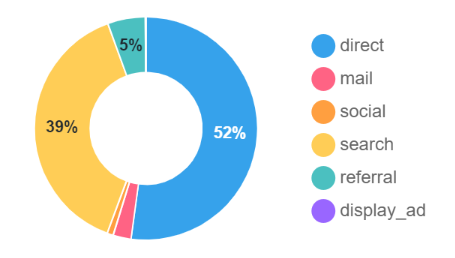 5%
39%
52%
direct
mail
social
search
referral
display_ad